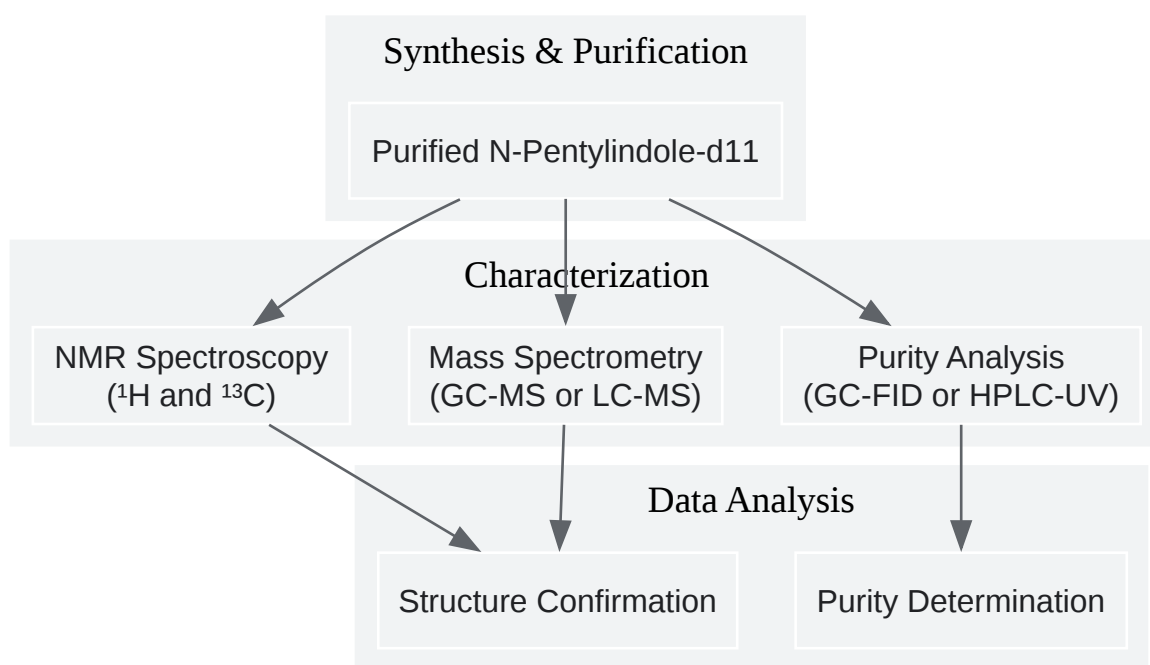 Synthesis & Purification
Purified N-Pentylindole-d11
Characterization
NMR Spectroscopy
(¹H and ¹³C)
Mass Spectrometry
(GC-MS or LC-MS)
Purity Analysis
(GC-FID or HPLC-UV)
Data Analysis
Structure Confirmation
Purity Determination